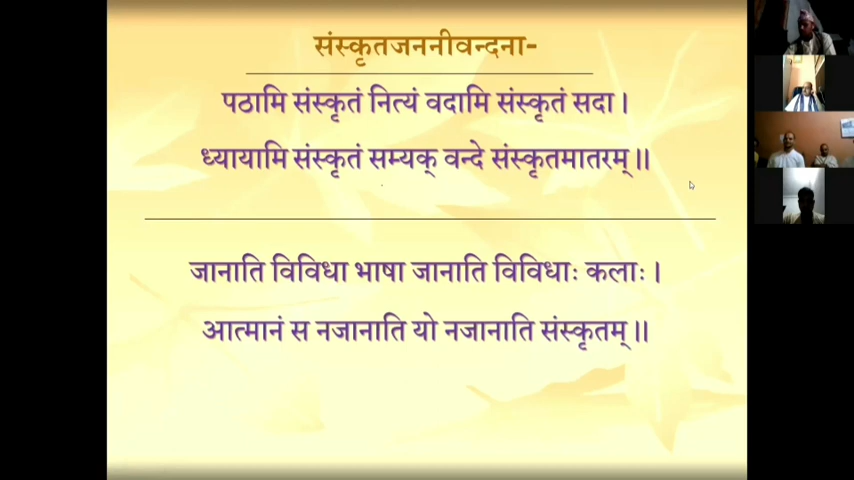 संस्कृतजननीवन्दना-
पठामि संस्कृतं नित्यं वदामि संस्कृतं सदा।
ध्यायामि संस्कृतं सम्यक् वन्दे संस्कृतमातरम्॥
जानाति विविधा भाषा जानाति विविधाः कलाः।
आत्मानं स नजानाति यो नजानाति संस्कृतम्॥